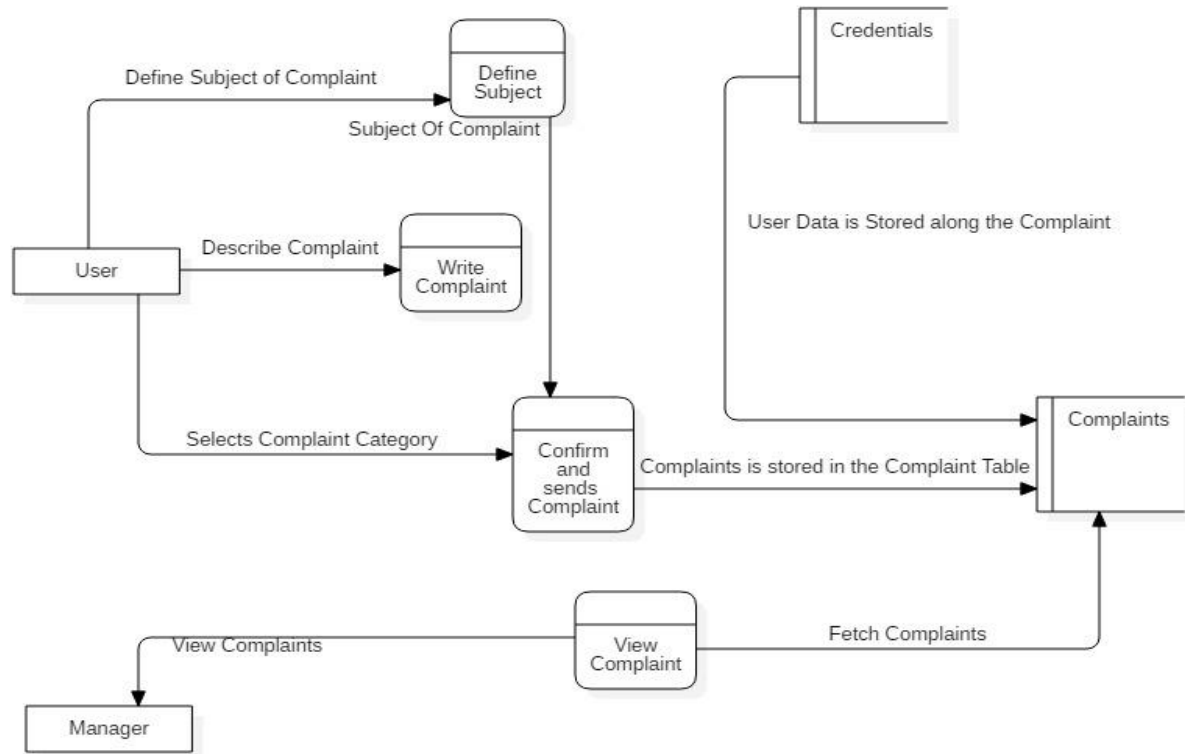 Credentials
Define Subject of Complaint
Define
Subject
Subject Of Complaint
User Data is Stored along the Complaint
Describe Complaint
User
Write
Complaint
Complaints
Selects Complaint Category
Confirm
and
sends
Complaint
Complaints is stored in the Complaint Table
View Complaints
View
Complaint
Fetch Complaints
Manager